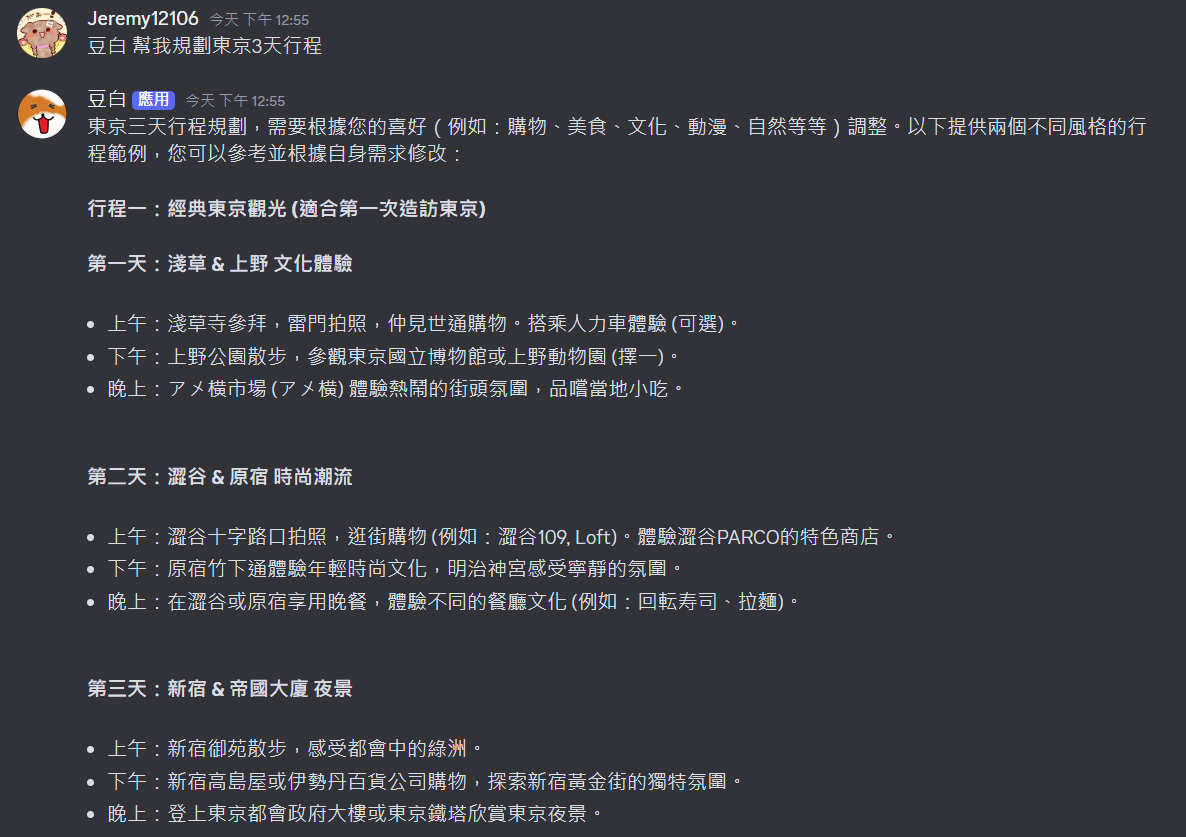 Jeremy12106 今天 下午 12:55
豆白 幫我規劃東京3天行程
豆白 應用 今天 下午 12:55
東京三天行程規劃，需要根據您的喜好（例如：購物、美食、文化、動漫、自然等等）調整。以下提供兩個不同風格的行
程範例，您可以參考並根據自身需求修改：
行程一：經典東京觀光 (適合第一次造訪東京)
第一天：淺草 & 上野 文化體驗
• 上午：淺草寺參拜，雷門拍照，仲見世通購物。搭乘人力車體驗 (可選)。
• 下午：上野公園散步，參觀東京國立博物館或上野動物園 (擇一)。
• 晚上：アメ横市場 (アメ橫) 體驗熱鬧的街頭氛圍，品嚐當地小吃。
第二天：澀谷 & 原宿 時尚潮流
• 上午：澀谷十字路口拍照，逛街購物 (例如：澀谷109, Loft)。體驗澀谷PARCO的特色商店。
• 下午：原宿竹下通體驗年輕時尚文化，明治神宮感受寧靜的氛圍。
• 晚上：在澀谷或原宿享用晚餐，體驗不同的餐廳文化 (例如：回転寿司、拉麵)。
第三天：新宿 & 帝國大廈 夜景
• 上午：新宿御苑散步，感受都會中的綠洲。
• 下午：新宿高島屋或伊勢丹百貨公司購物，探索新宿黃金街的獨特氛圍。
• 晚上：登上東京都會政府大樓或東京鐵塔欣賞東京夜景。